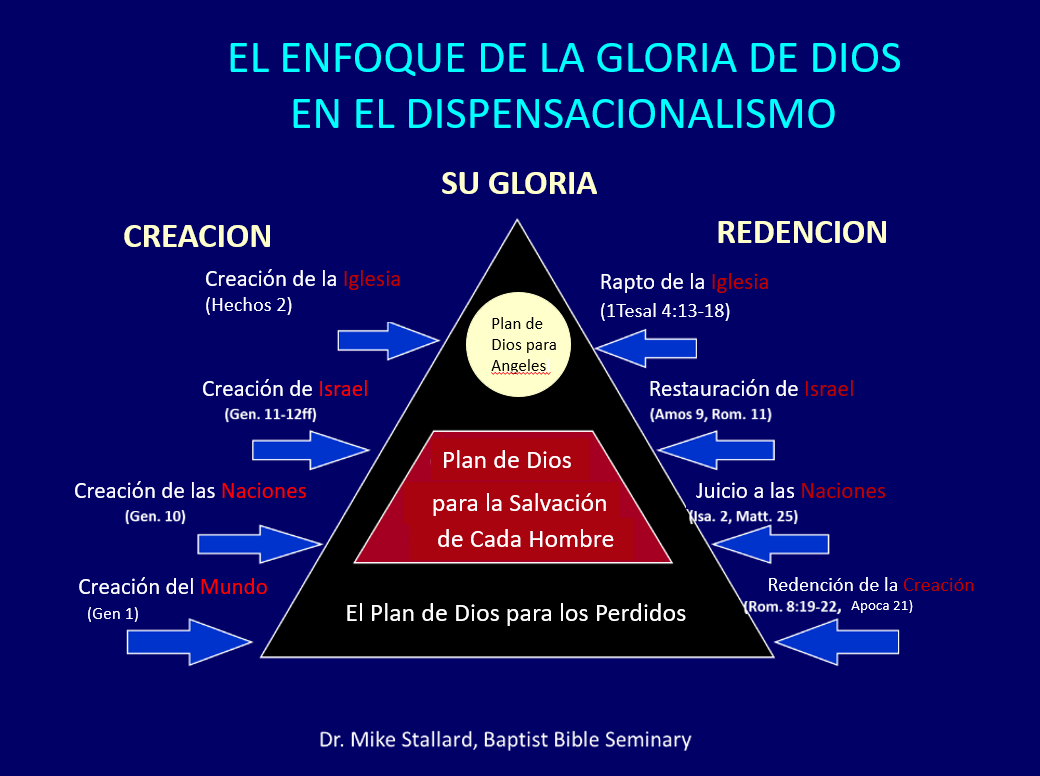 EL ENFOQUE DE LA GLORIA DE DIOS
EN EL DISPENSACIONALISMO
SU GLORIA
CREACION
REDENCION
Creación de la Iglesia
(Hechos 2)
Rapto de la Iglesia
(1Tesal 4:13-18)
Plan de
Dios para
Angeles
Creación de Israel
(Gen. 11-12ff)
Restauración de Israel
(Amos 9, Rom. 11)
Plan de Dios
para la Salvación
de Cada Hombre
Creación de las Naciones
(Gen. 10)
Juicio a las Naciones
(Isa. 2, Matt. 25)
Creación del Mundo
(Gen 1)
Redención de la Creación
(Rom. 8:19-22, Apoca 21)
El Plan de Dios para los Perdidos
Dr. Mike Stallard, Baptist Bible Seminary